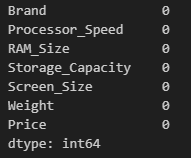 Brand 0
Processor_Speed 0
RAM_Size 0
Storage_Capacity 0
Screen_Size 0
Weight 0
Price 0
dtype: int64